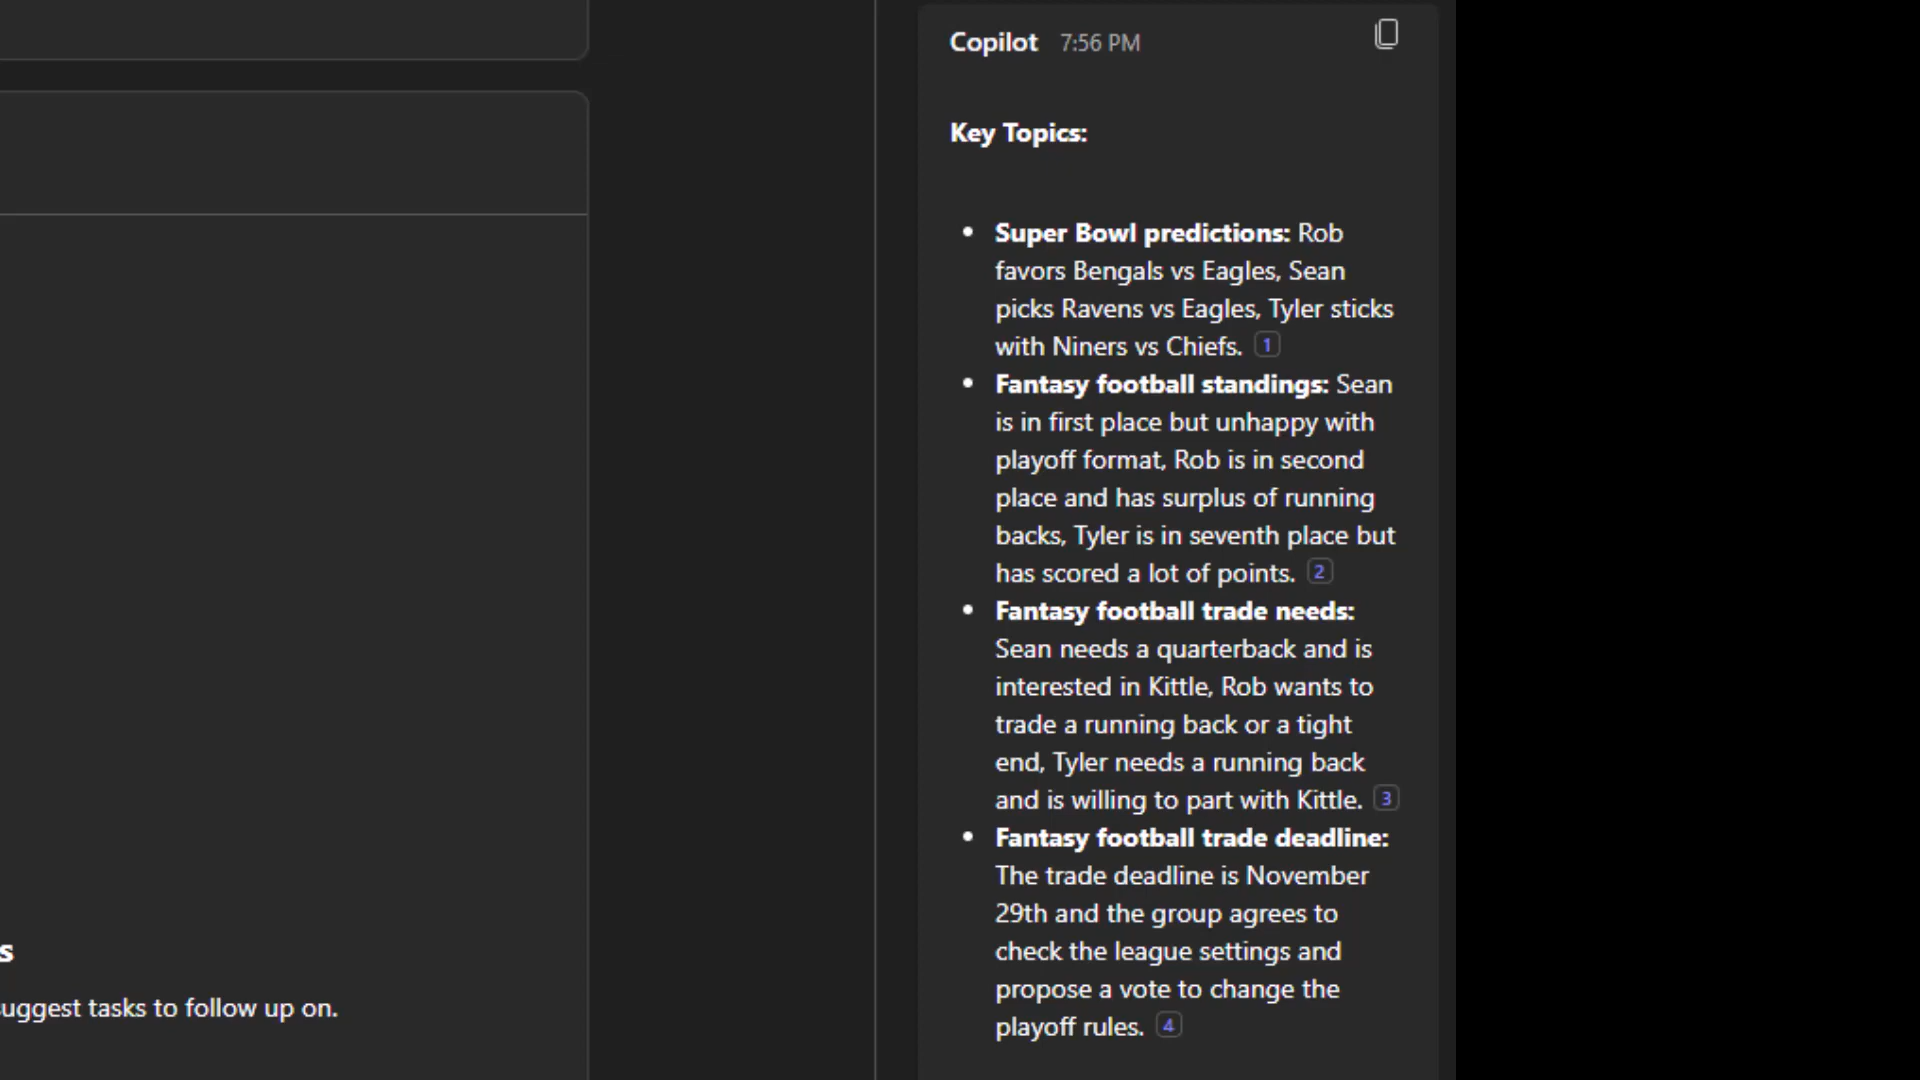 Copilot 7:56 PM
Key Topics:
Super Bowl predictions: Rob
favors Bengals vs Eagles, Sean
picks Ravens vs Eagles, Tyler sticks
with Niners vs Chiefs. 1
Fantasy football standings: Sean
is in first place but unhappy with
playoff format, Rob is in second
place and has surplus of running
backs, Tyler is in seventh place but
has scored a lot of points. 2
Fantasy football trade needs:
Sean needs a quarterback and is
interested in Kittle, Rob wants to
trade a running back or a tight
end, Tyler needs a running back
and is willing to part with Kittle. 3
Fantasy football trade deadline:
The trade deadline is November
29th and the group agrees to
check the league settings and
propose a vote to change the
playoff rules. 4
s
uggest tasks to follow up on.